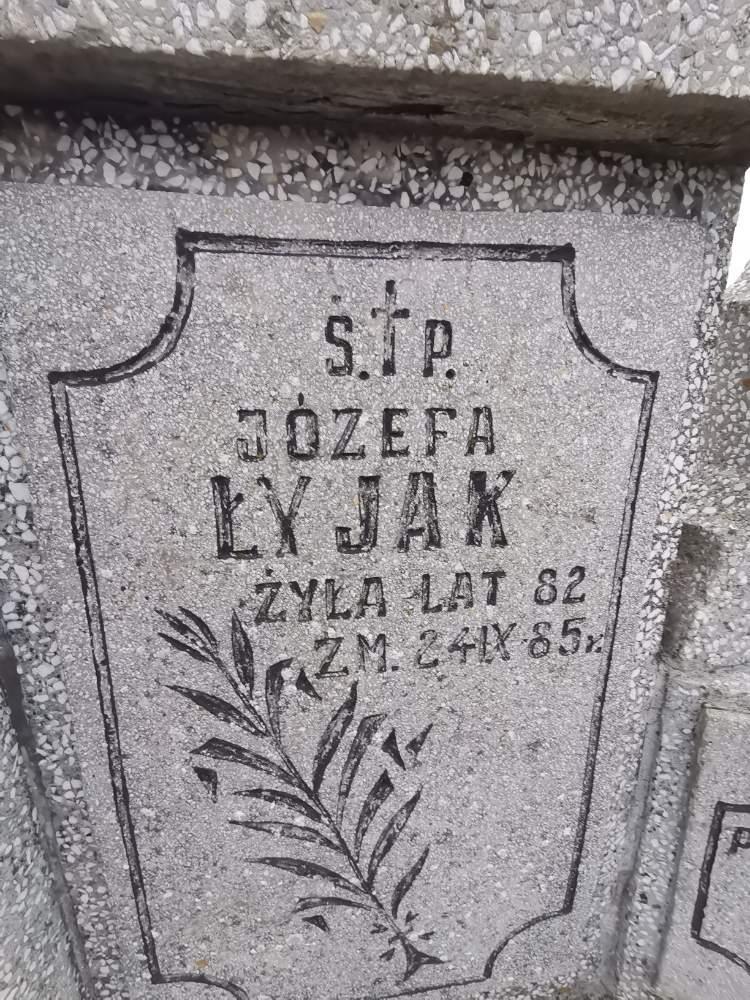 Ś. † P.
JÓZEFA
ŁYJAK
ŻYŁA LAT 82
ZM. 24 IX 85 r.
P